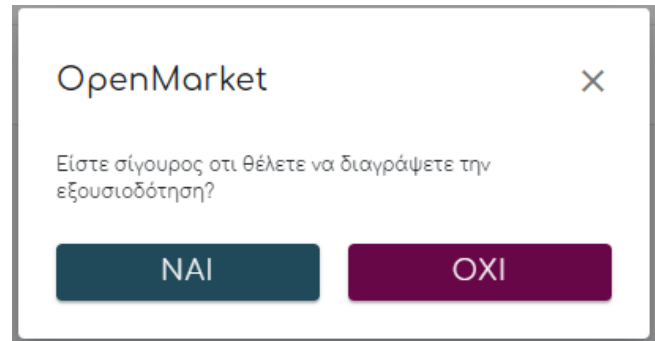 OpenMarket
Είστε σίγουρος οτι θέλετε να διαγράψετε την
εξουσιοδότηση?
ΝΑΙ
ΟΧΙ